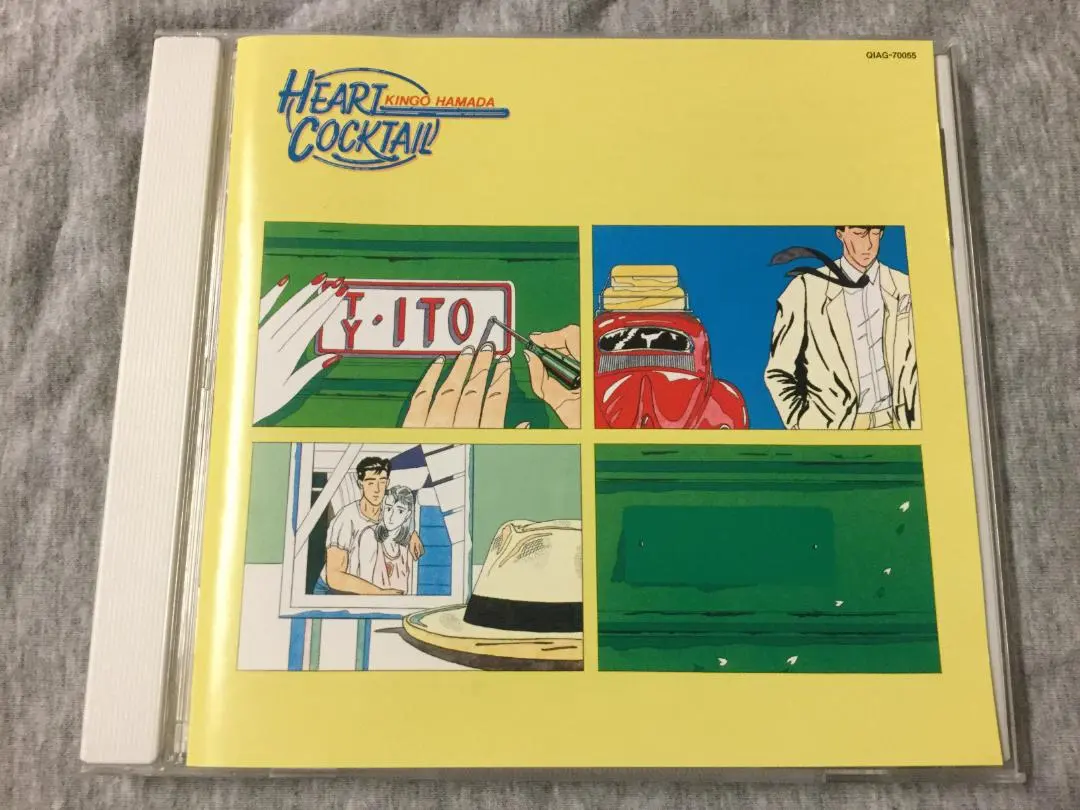 QIAG-70055
HEART
KINGO HAMADA
COCKTAIL
T
Y · ITO